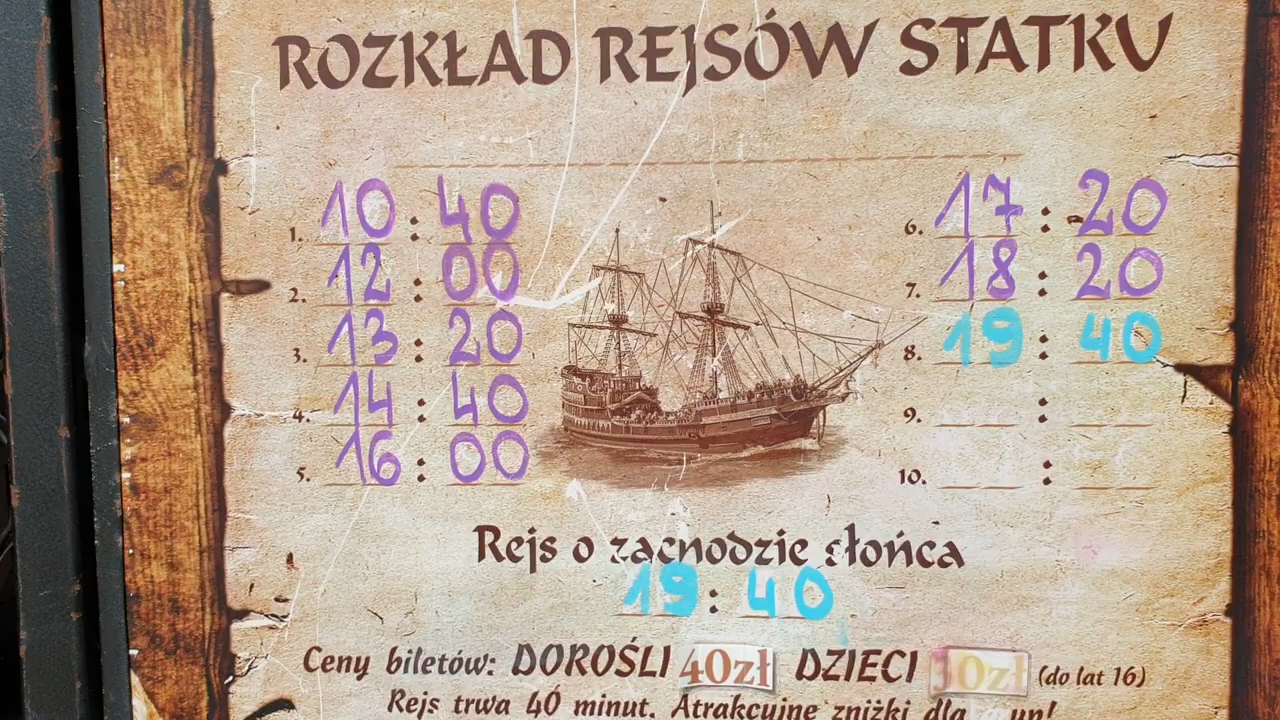 ROZKŁAD REJSÓW STATKU
1. 10 : 40
2. 12 : 00
3. 13 : 20
4. 14 : 40
5. 16 : 00
6. 17 : 20
7. 18 : 20
8. 19 : 40
9. :
10. :
Rejs o zachodzie słońca
19 : 40
Ceny biletów: DOROŚLI 40zł DZIECI 30zł (do lat 16)
Rejs trwa 40 minut. Atrakcyjne zniżki dla grup!